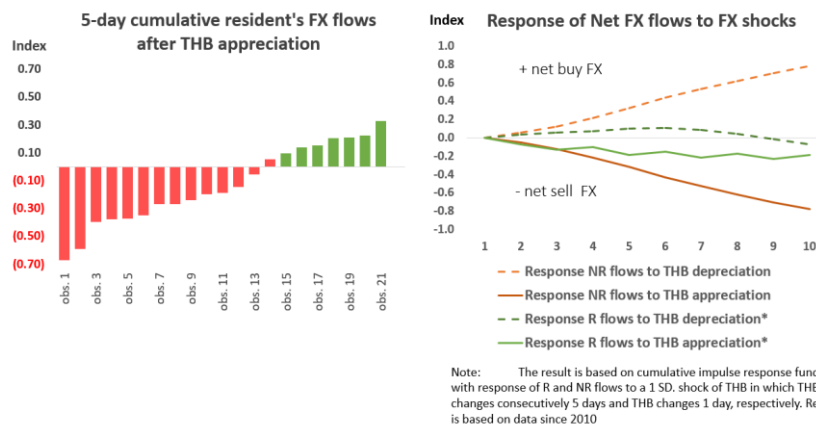 5-day cumulative resident's FX flows
after THB appreciation
Index
0.70
0.50
0.30
0.10
(0.10)
(0.30)
(0.50)
(0.70)
obs. 1
obs. 3
obs. 5
obs. 7
obs. 9
obs. 11
obs. 13
obs. 15
obs. 17
obs. 19
obs. 21
Index
Response of Net FX flows to FX shocks
1.0
0.8
0.6
0.4
0.2
0.0
-0.2
-0.4
-0.6
-0.8
-1.0
+ net buy FX
- net sell FX
1 2 3 4 5 6 7 8 9 10
Response NR flows to THB depreciation
Response NR flows to THB appreciation
Response R flows to THB depreciation*
Response R flows to THB appreciation*
Note: The result is based on cumulative impulse response func
with response of R and NR flows to a 1 SD. shock of THB in which THB
changes consecutively 5 days and THB changes 1 day, respectively. Re
is based on data since 2010